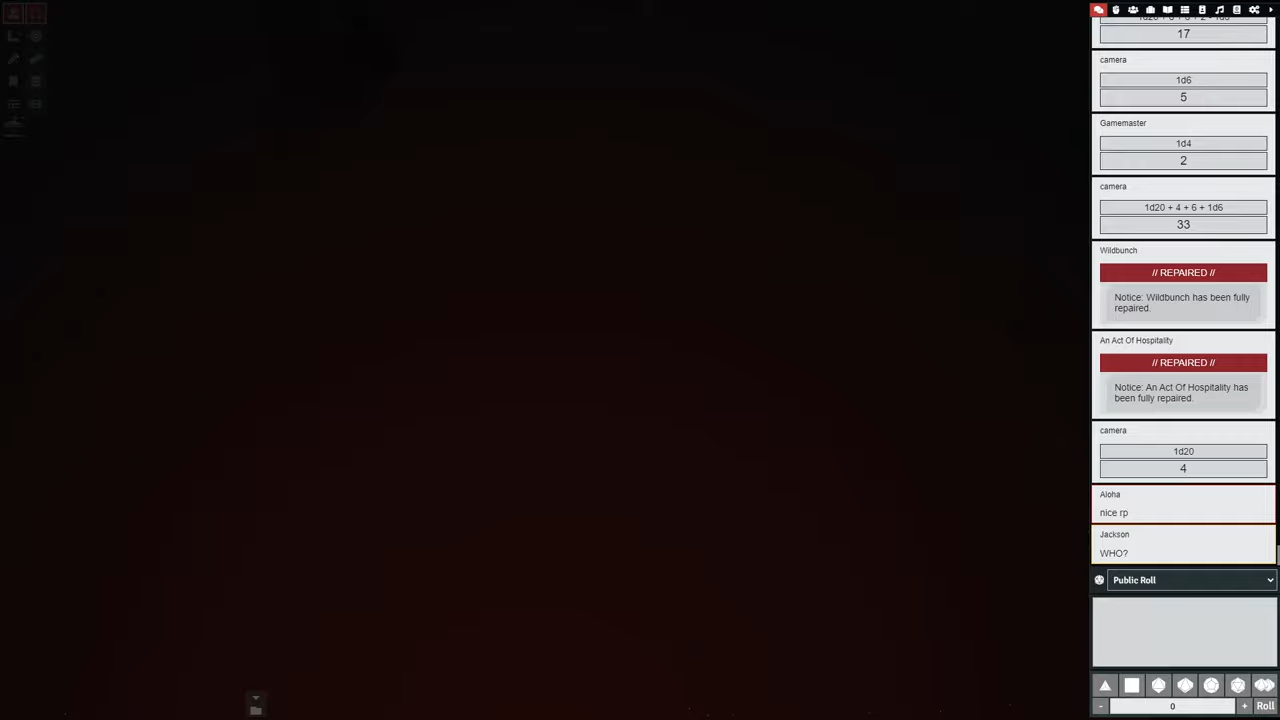 17
camera
1d6
5
Gamemaster
1d4
2
camera
1d20 + 4 + 6 + 1d6
33
Wildbunch
// REPAIRED //
Notice: Wildbunch has been fully
repaired.
An Act Of Hospitality
// REPAIRED //
Notice: An Act Of Hospitality has
been fully repaired.
camera
1d20
4
Aloha
nice rp
Jackson
WHO?
Public Roll
- 0 + Roll